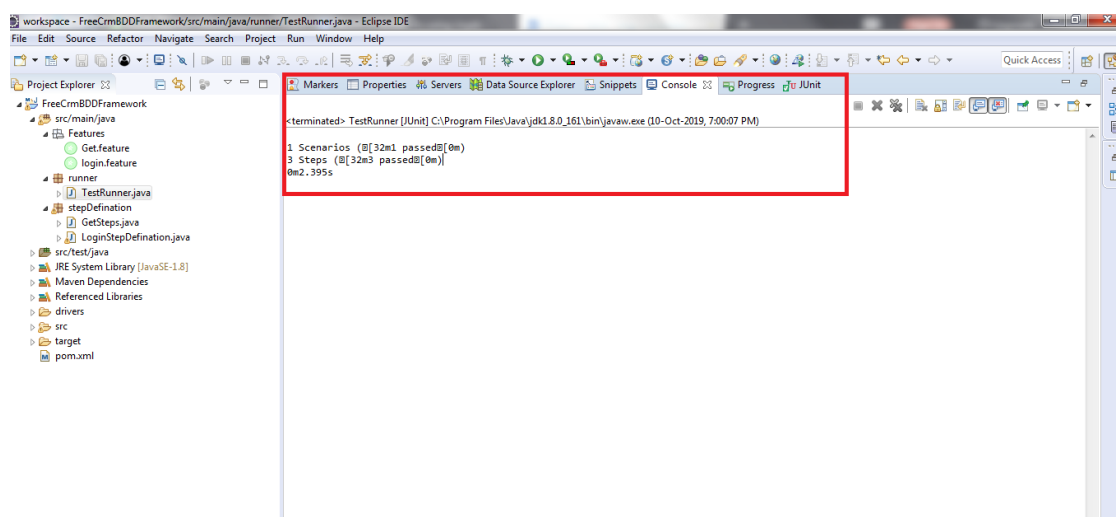 workspace - FreeCrmBDDFramework/src/main/java/runner/TestRunner.java - Eclipse IDE
File Edit Source Refactor Navigate Search Project Run Window Help
Quick Access
Project Explorer
Markers Properties Servers Data Source Explorer Snippets Console Progress JUnit
FreeCrmBDDFramework
src/main/java
Features
Get.feature
login.feature
runner
TestRunner.java
stepDefination
GetSteps.java
LoginStepDefination.java
src/test/java
JRE System Library [JavaSE-1.8]
Maven Dependencies
Referenced Libraries
drivers
src
target
pom.xml
<terminated> TestRunner [JUnit] C:\Program Files\Java\jdk1.8.0_161\bin\javaw.exe (10-Oct-2019, 7:00:07 PM)
1 Scenarios ([32m1 passed[0m)
3 Steps ([32m3 passed[0m)
0m2.395s